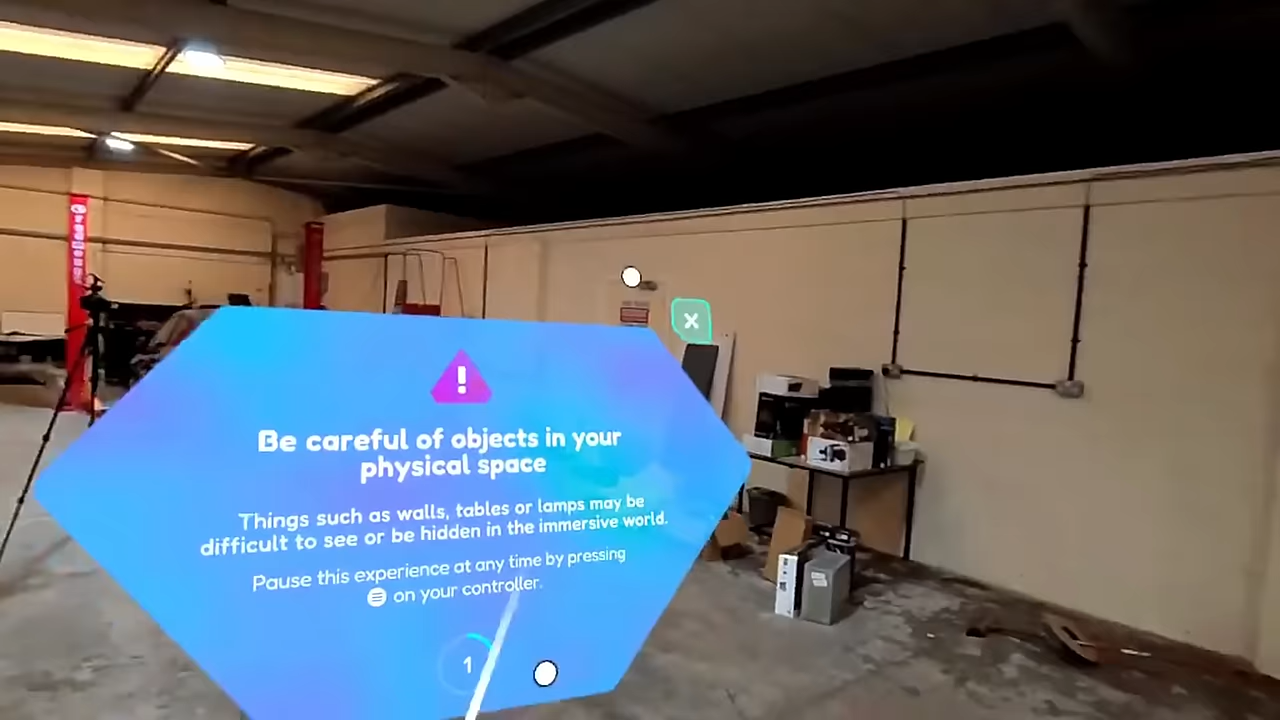 Be careful of objects in your
physical space
Things such as walls, tables or lamps may be
difficult to see or be hidden in the immersive world.
Pause this experience at any time by pressing
on your controller.
1